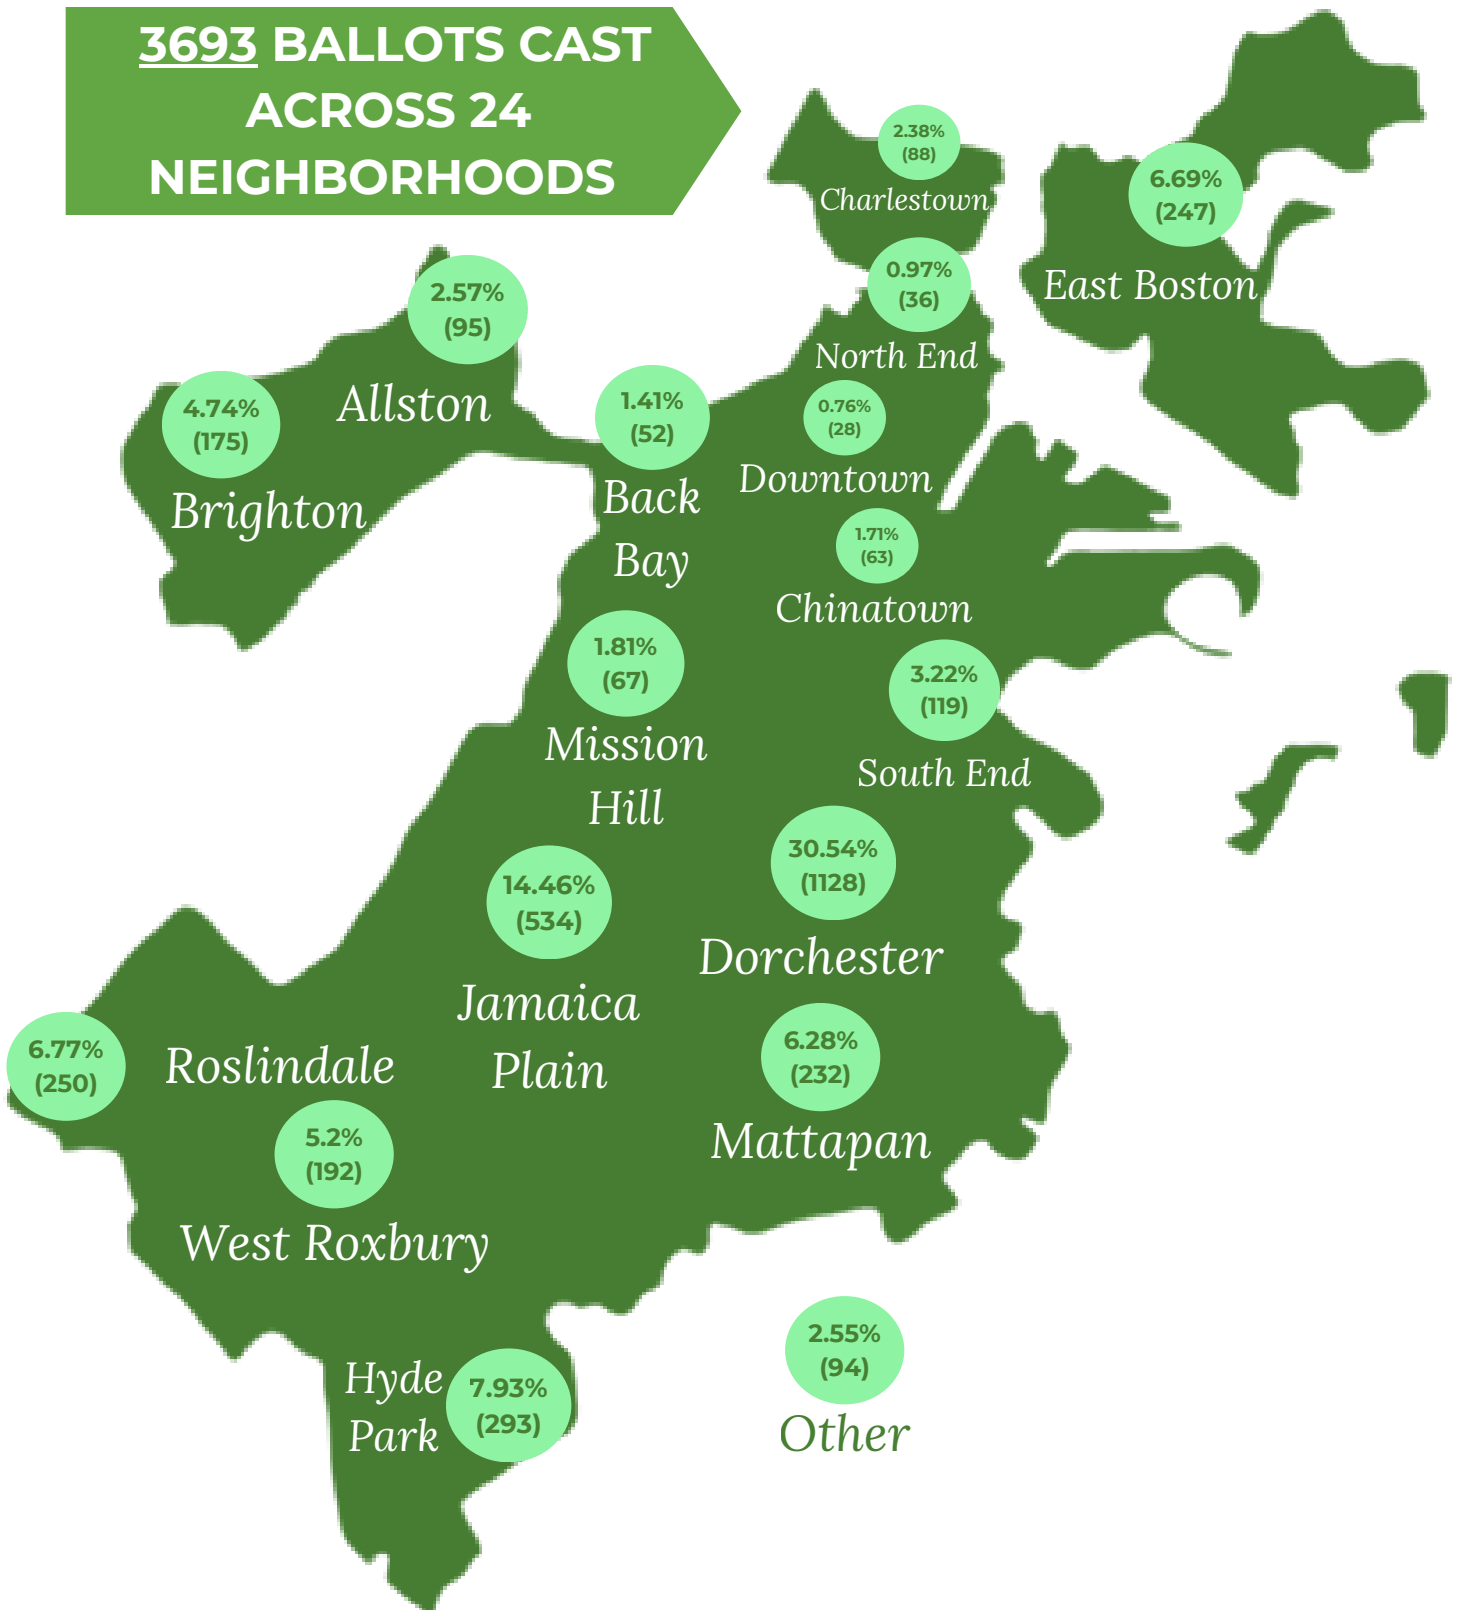 3693 BALLOTS CAST
ACROSS 24
NEIGHBORHOODS
2.38%
(88)
Charlestown
6.69%
(247)
East Boston
0.97%
(36)
North End
2.57%
(95)
Allston
4.74%
(175)
Brighton
1.41%
(52)
Back
Bay
0.76%
(28)
Downtown
1.71%
(63)
Chinatown
1.81%
(67)
Mission
Hill
3.22%
(119)
South End
30.54%
(1128)
Dorchester
14.46%
(534)
Jamaica
Plain
6.77%
(250)
Roslindale
6.28%
(232)
Mattapan
5.2%
(192)
West Roxbury
2.55%
(94)
Other
Hyde
Park
7.93%
(293)